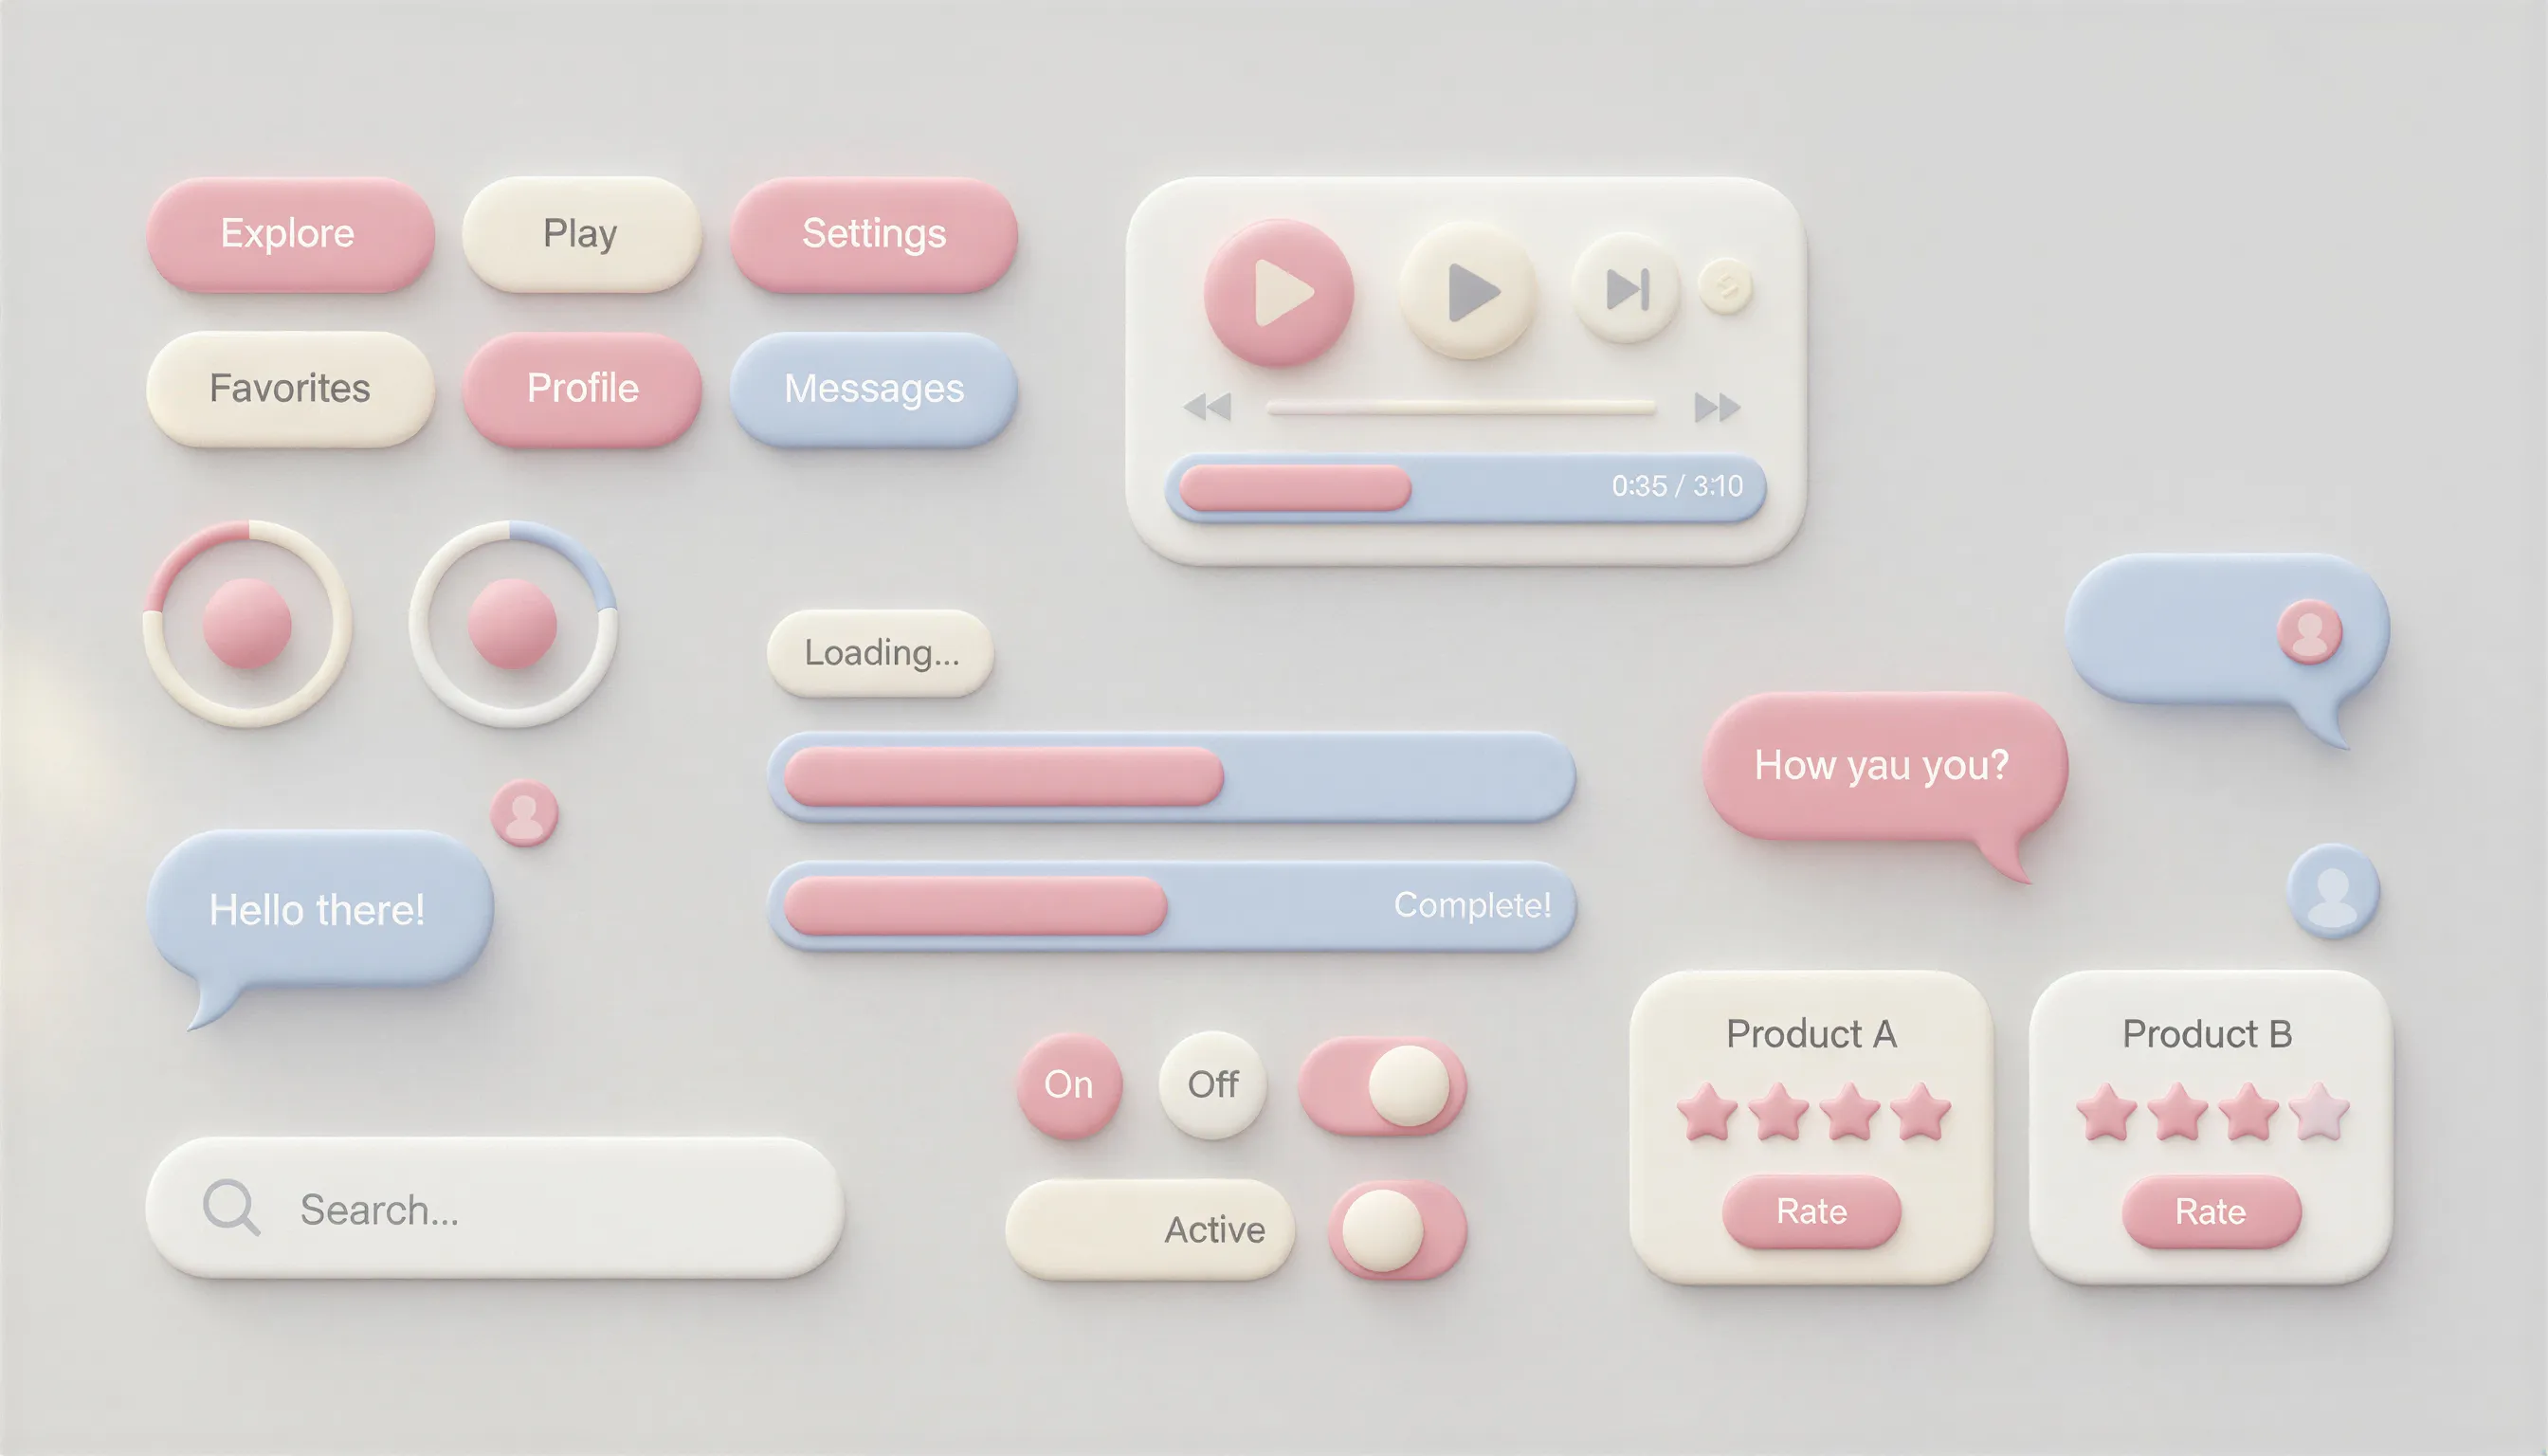 Explore
Play
Settings
Favorites
Profile
Messages
0:35 / 3:10
Loading...
How yau you?
Hello there!
Complete!
On
Off
Active
Search...
Product A
Rate
Product B
Rate